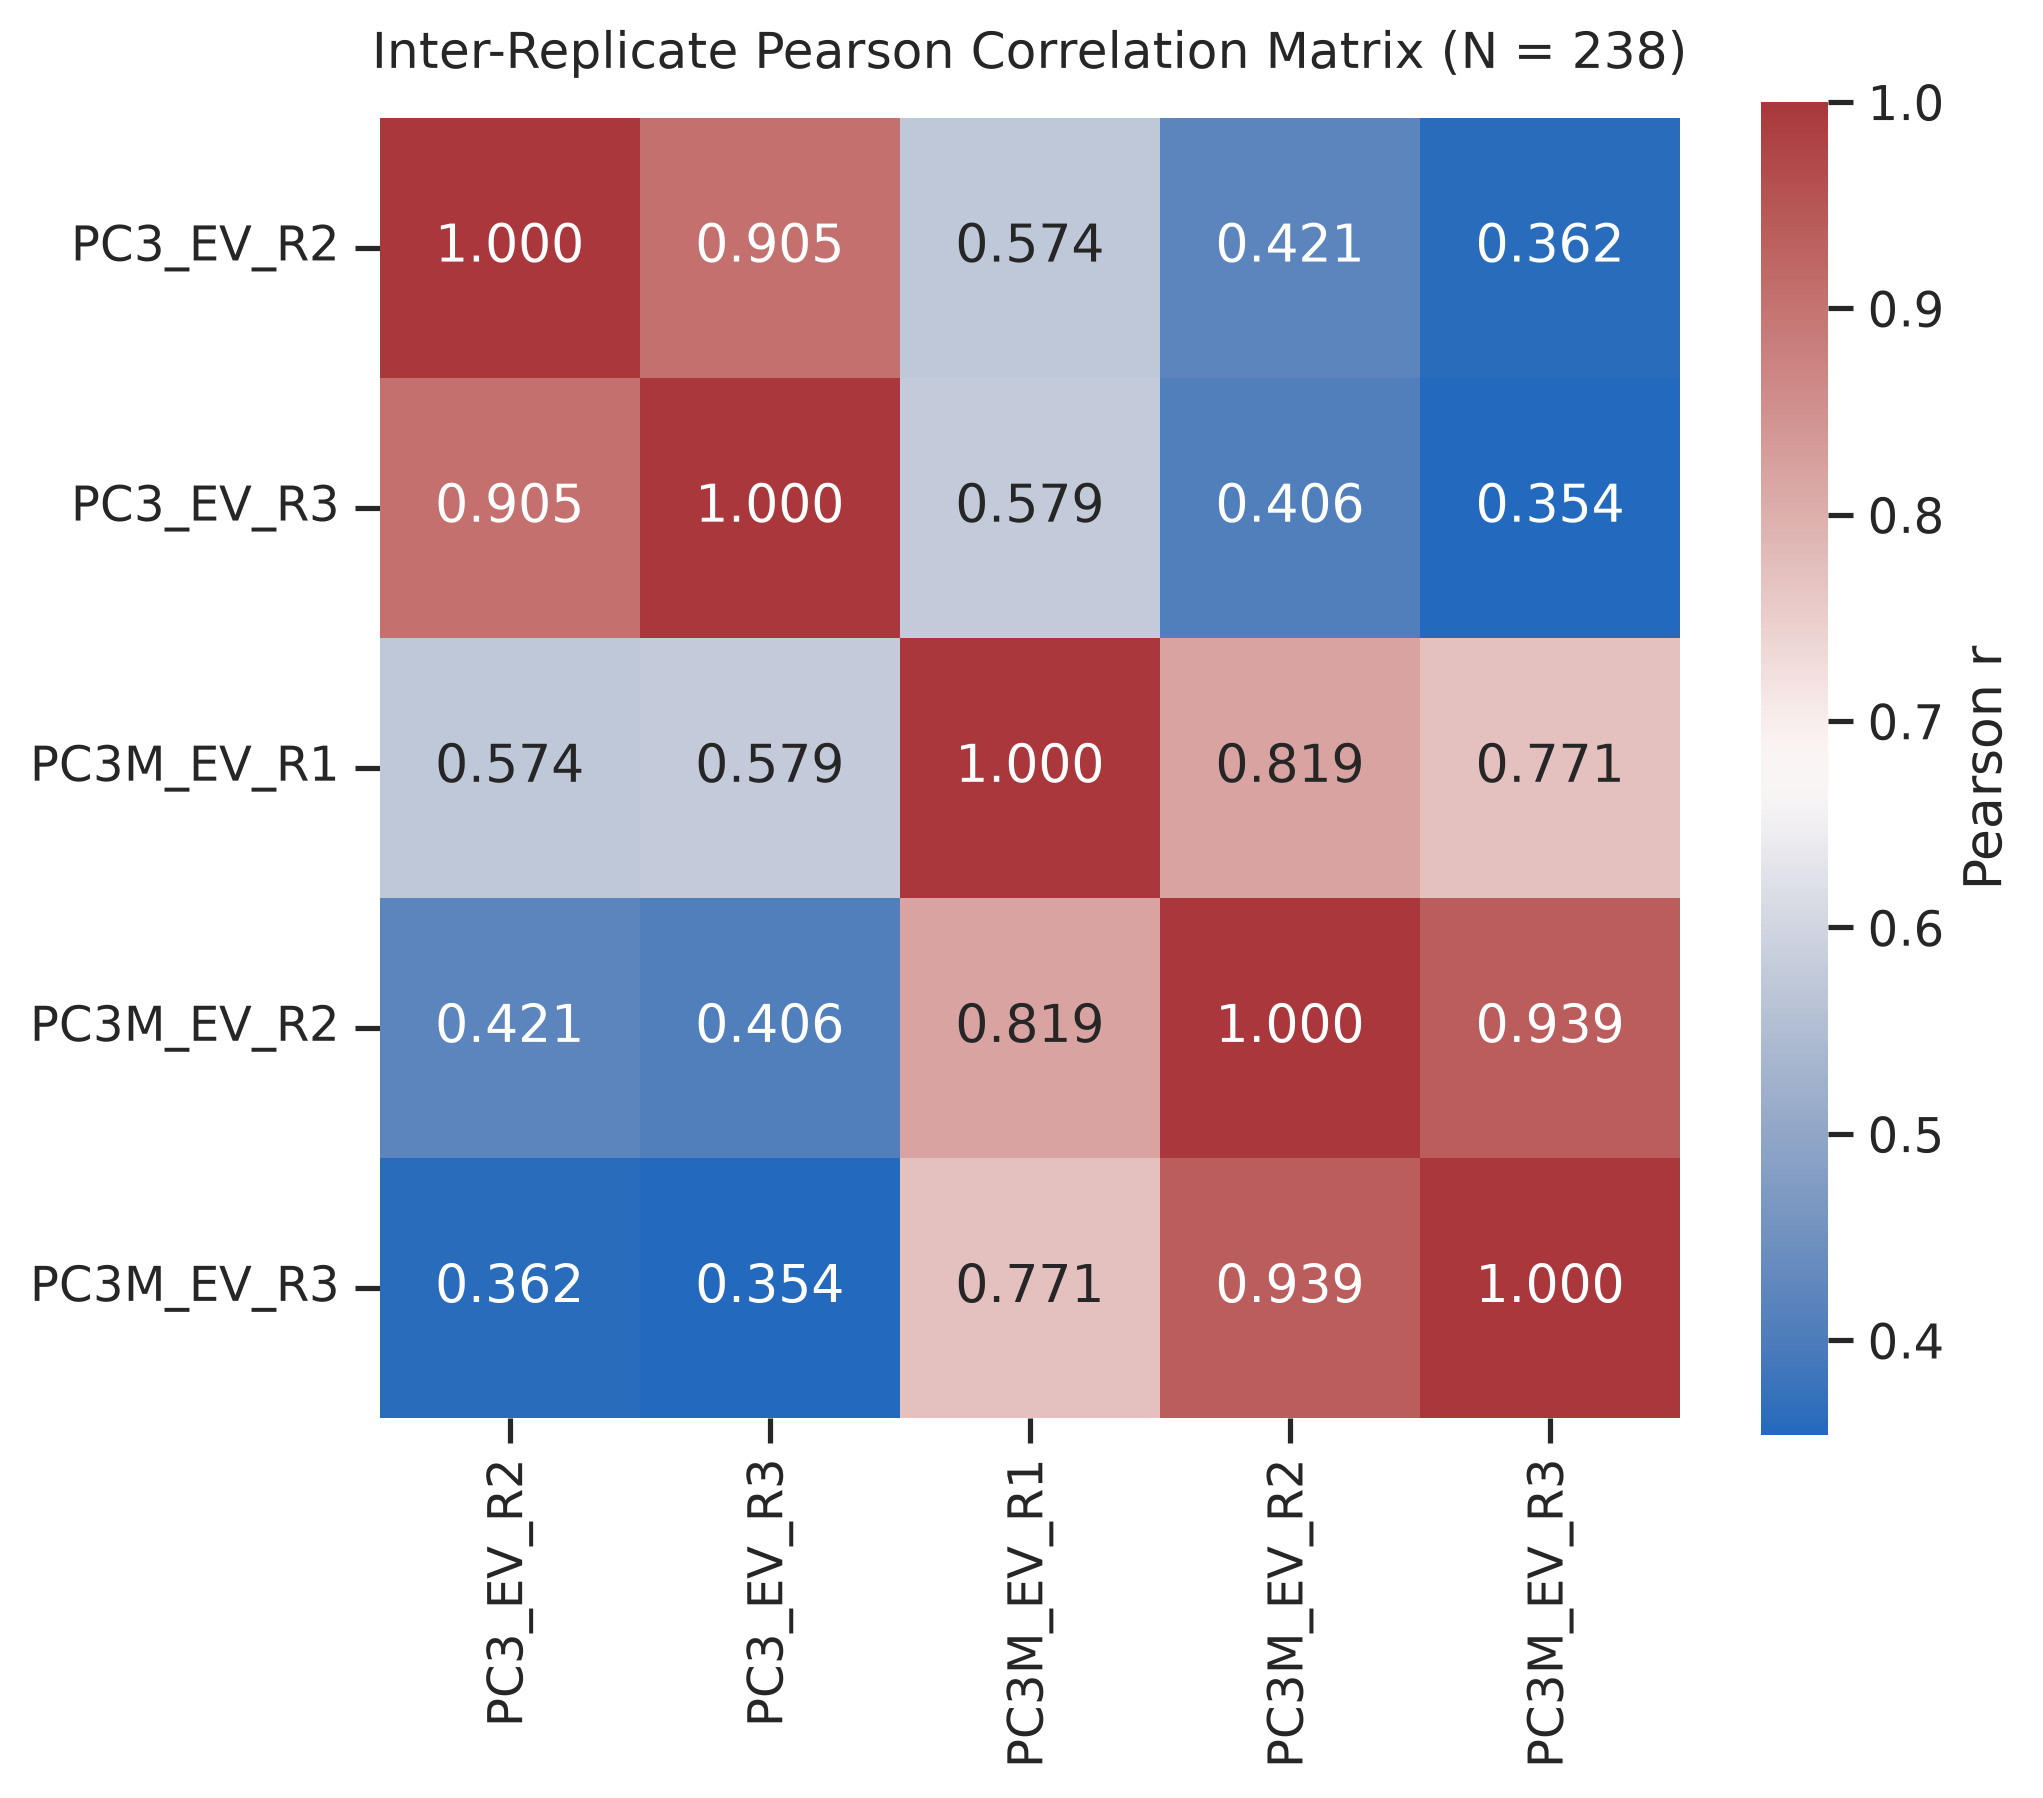 Inter-Replicate Pearson Correlation Matrix (N = 238)
PC3_EV_R2 1.000 0.905 0.574 0.421 0.362
PC3_EV_R3 0.905 1.000 0.579 0.406 0.354
PC3M_EV_R1 0.574 0.579 1.000 0.819 0.771
PC3M_EV_R2 0.421 0.406 0.819 1.000 0.939
PC3M_EV_R3 0.362 0.354 0.771 0.939 1.000
PC3_EV_R2 PC3_EV_R3 PC3M_EV_R1 PC3M_EV_R2 PC3M_EV_R3
1.0
0.9
0.8
0.7
0.6
0.5
0.4
Pearson r